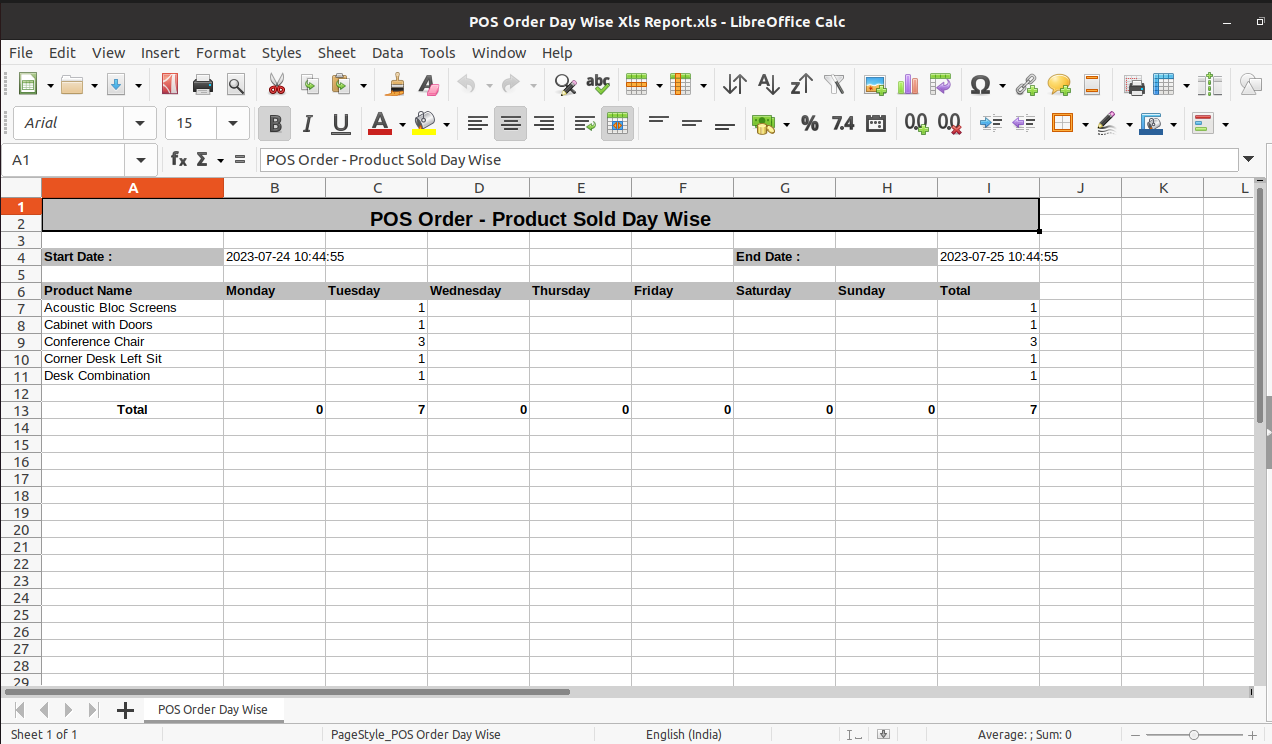 POS Order Day Wise Xls Report.xls - LibreOffice Calc
File Edit View Insert Format Styles Sheet Data Tools Window Help
Arial 15 B I U A % 7.4 0.0 0.0
A1 fx Σ = POS Order - Product Sold Day Wise
A B C D E F G H I J K L
1
POS Order - Product Sold Day Wise
2
3
4 Start Date : 2023-07-24 10:44:55 End Date : 2023-07-25 10:44:55
5
6 Product Name Monday Tuesday Wednesday Thursday Friday Saturday Sunday Total
7 Acoustic Bloc Screens 1 1
8 Cabinet with Doors 1 1
9 Conference Chair 3 3
10 Corner Desk Left Sit 1 1
11 Desk Combination 1 1
12
13 Total 0 7 0 0 0 0 0 7
14
15
16
17
18
19
20
21
22
23
24
25
26
27
28
29
POS Order Day Wise
Sheet 1 of 1 PageStyle_POS Order Day Wise English (India) Average: ; Sum: 0